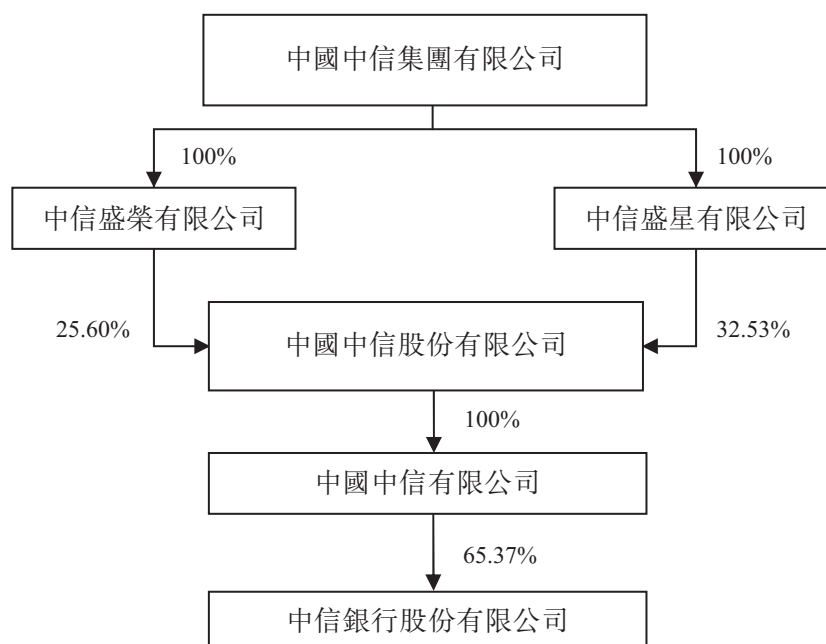 中國中信集團有限公司
100%
100%
中信盛榮有限公司
中信盛星有限公司
25.60%
中國中信股份有限公司
32.53%
100%
中國中信有限公司
65.37%
中信銀行股份有限公司